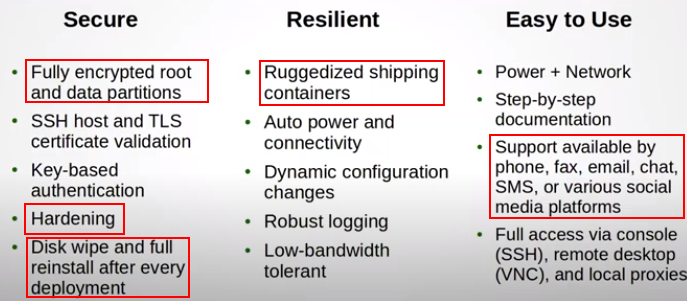 Secure
Fully encrypted root
and data partitions
SSH host and TLS
certificate validation
Key-based
authentication
Hardening
Disk wipe and full
reinstall after every
deployment
Resilient
Ruggedized shipping
containers
Auto power and
connectivity
Dynamic configuration
changes
Robust logging
Low-bandwidth
tolerant
Easy to Use
Power + Network
Step-by-step
documentation
Support available by
phone, fax, email, chat,
SMS, or various social
media platforms
Full access via console
(SSH), remote desktop
(VNC), and local proxies